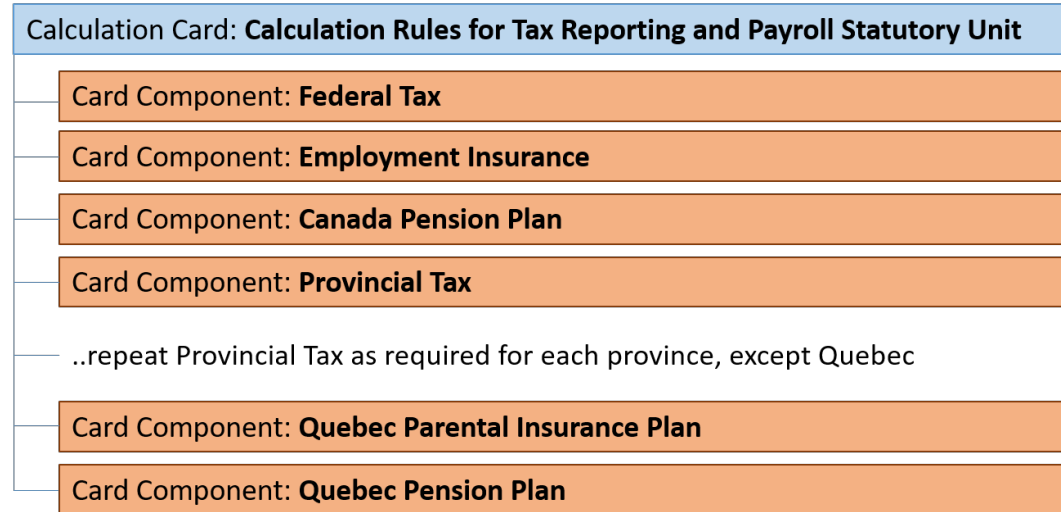 Calculation Card: Calculation Rules for Tax Reporting and Payroll Statutory Unit
Card Component: Federal Tax
Card Component: Employment Insurance
Card Component: Canada Pension Plan
Card Component: Provincial Tax
..repeat Provincial Tax as required for each province, except Quebec
Card Component: Quebec Parental Insurance Plan
Card Component: Quebec Pension Plan